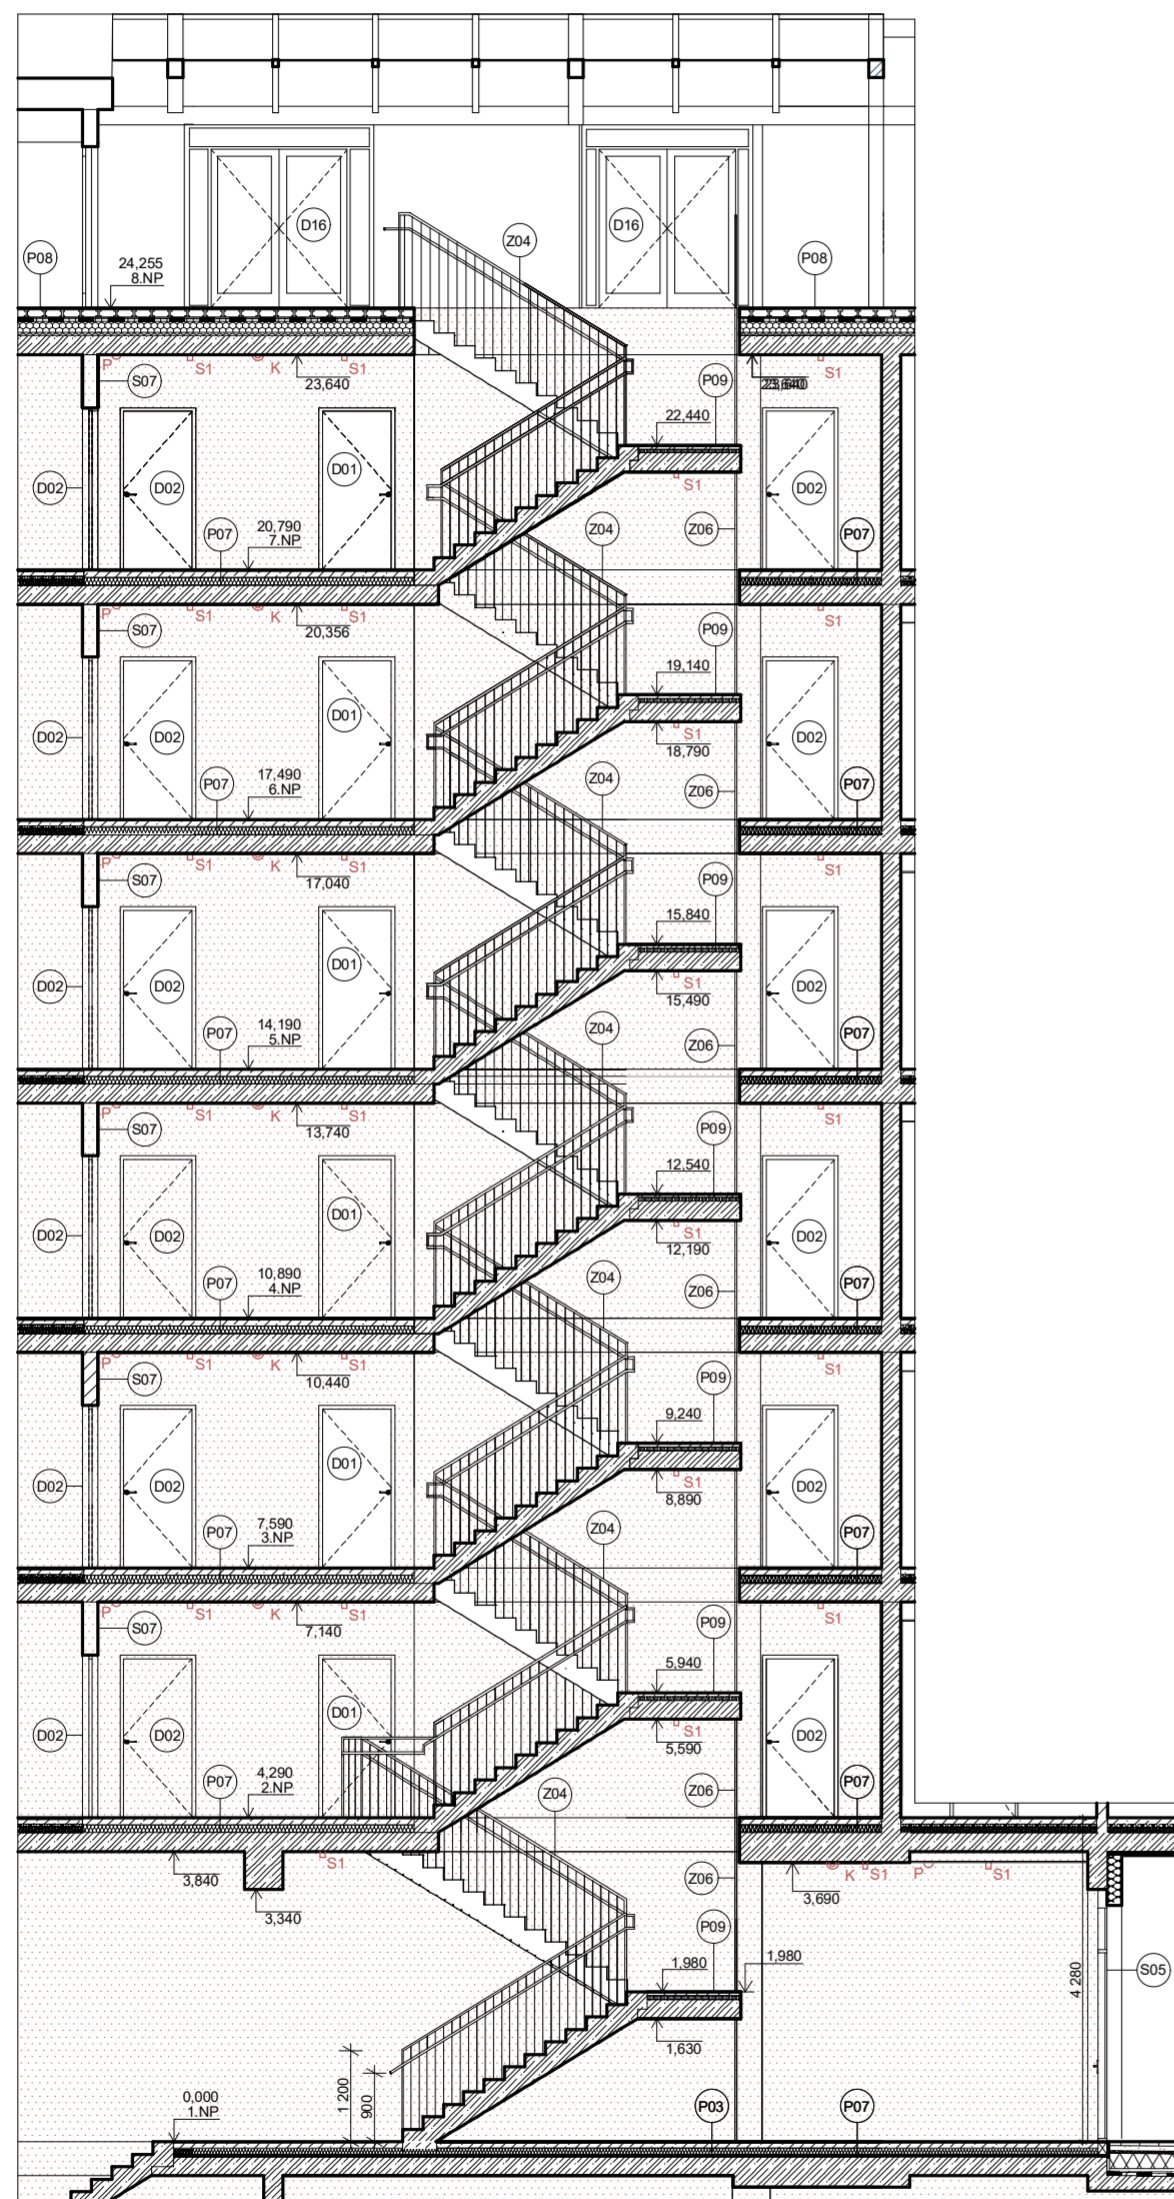 D16
D16
Z04
P08
24,255
8.NP
P08
P
S1
K
S1
S1
S07
23,640
P09
22,440
D02
D02
D01
S1
D02
20,790
7.NP
P07
Z04
Z06
P07
P
S1
K
S1
S1
S07
20,356
P09
19,140
D02
D02
D01
S1
18,790
D02
17,490
6.NP
P07
Z04
Z06
P07
P
S1
K
S1
S1
S07
17,040
P09
15,840
D02
D02
D01
S1
15,490
D02
14,190
5.NP
P07
Z04
Z06
P07
P
S1
K
S1
S1
S07
13,740
P09
12,540
D02
D02
D01
S1
12,190
D02
10,890
4.NP
P07
Z04
Z06
P07
P
S1
K
S1
S1
S07
10,440
P09
9,240
D02
D02
D01
S1
8,890
D02
7,590
3.NP
P07
Z04
P07
P
S1
K
S1
S1
S07
7,140
P09
5,940
D02
D02
D01
S1
5,590
D02
4,290
2.NP
P07
Z04
Z06
P07
3,840
S1
K
S1
P
S1
3,340
Z06
3,690
P09
1,980
1,980
4 280
S05
1,630
1 200
900
0,000
1.NP
P03
P07